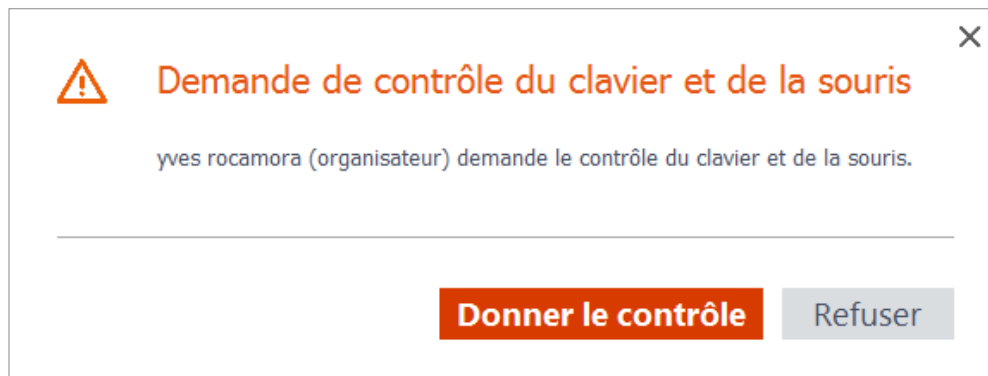 Demande de contrôle du clavier et de la souris
yves rocamora (organisateur) demande le contrôle du clavier et de la souris.
Donner le contrôle
Refuser